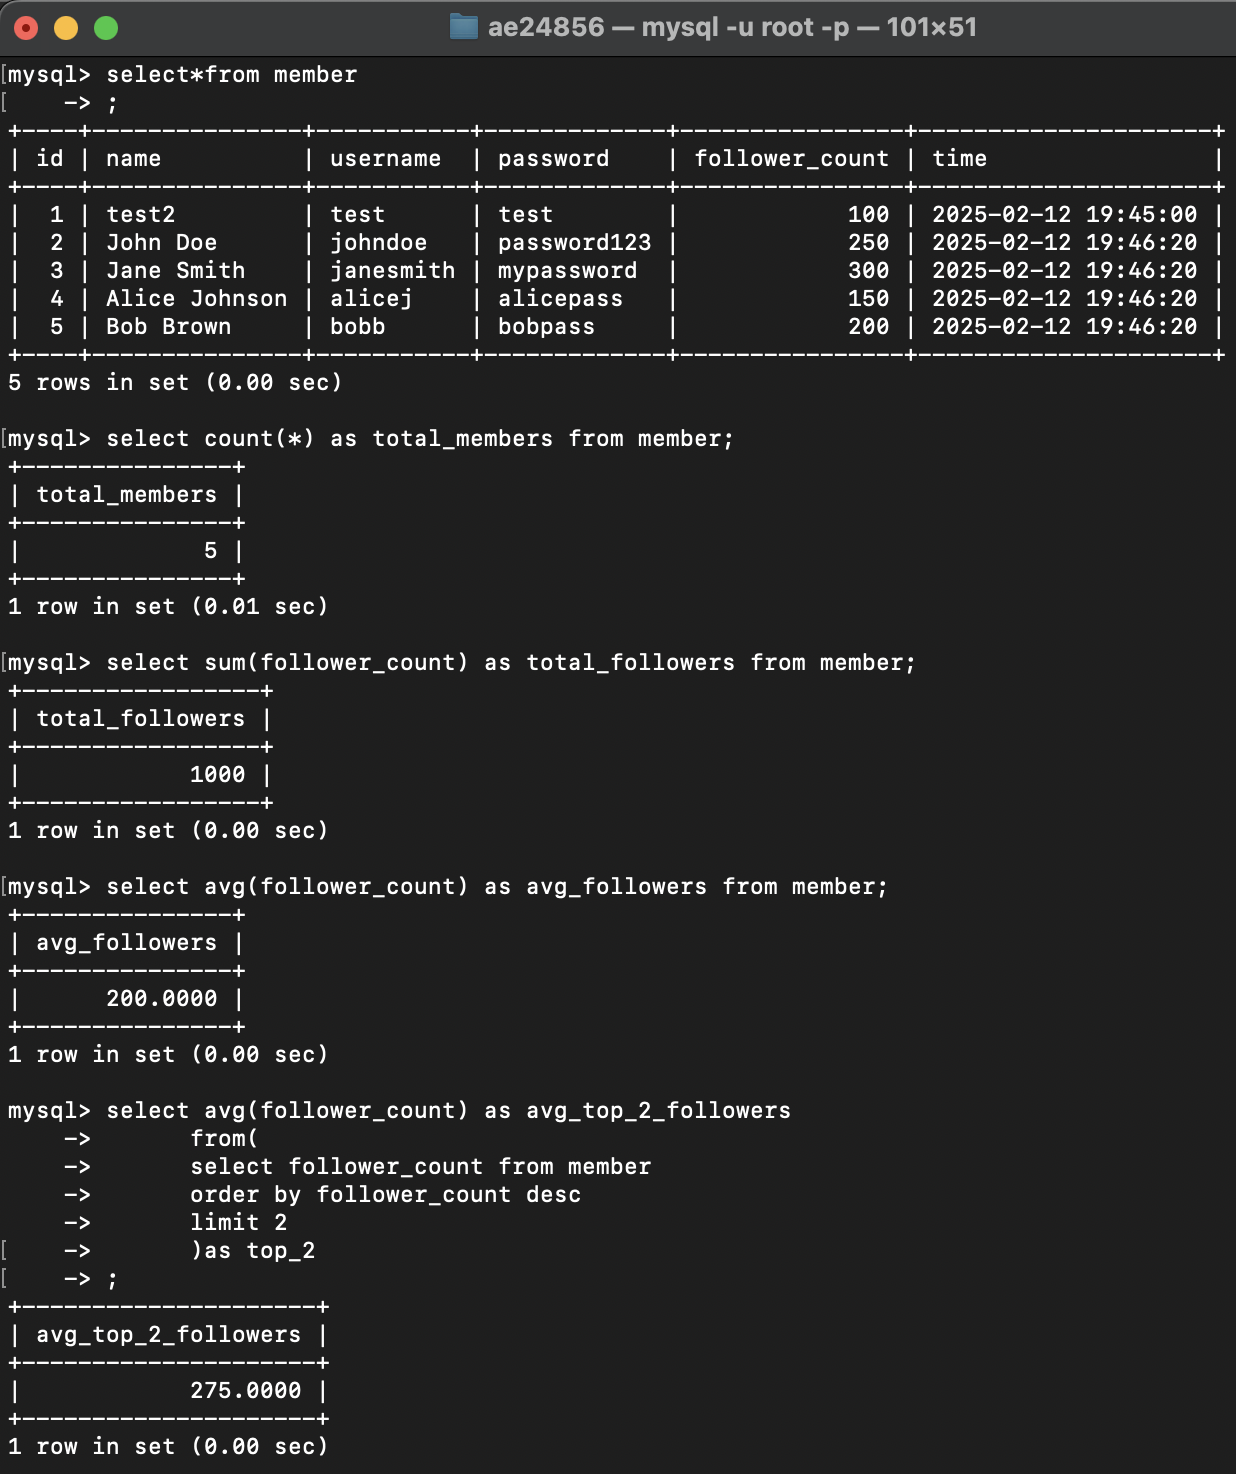 ae24856 — mysql -u root -p — 101×51
mysql> select*from member
    -> ;
+----+---------------+-----------+-------------+----------------+---------------------+
| id | name          | username  | password    | follower_count | time                |
+----+---------------+-----------+-------------+----------------+---------------------+
|  1 | test2         | test      | test        |            100 | 2025-02-12 19:45:00 |
|  2 | John Doe      | johndoe   | password123 |            250 | 2025-02-12 19:46:20 |
|  3 | Jane Smith    | janesmith | mypassword  |            300 | 2025-02-12 19:46:20 |
|  4 | Alice Johnson | alicej    | alicepass   |            150 | 2025-02-12 19:46:20 |
|  5 | Bob Brown     | bobb      | bobpass     |            200 | 2025-02-12 19:46:20 |
+----+---------------+-----------+-------------+----------------+---------------------+
5 rows in set (0.00 sec)
mysql> select count(*) as total_members from member;
+---------------+
| total_members |
+---------------+
|             5 |
+---------------+
1 row in set (0.01 sec)
mysql> select sum(follower_count) as total_followers from member;
+-----------------+
| total_followers |
+-----------------+
|            1000 |
+-----------------+
1 row in set (0.00 sec)
mysql> select avg(follower_count) as avg_followers from member;
+---------------+
| avg_followers |
+---------------+
|      200.0000 |
+---------------+
1 row in set (0.00 sec)
mysql> select avg(follower_count) as avg_top_2_followers
    ->       from(
    ->       select follower_count from member
    ->       order by follower_count desc
    ->       limit 2
    ->       )as top_2
    -> ;
+---------------------+
| avg_top_2_followers |
+---------------------+
|            275.0000 |
+---------------------+
1 row in set (0.00 sec)